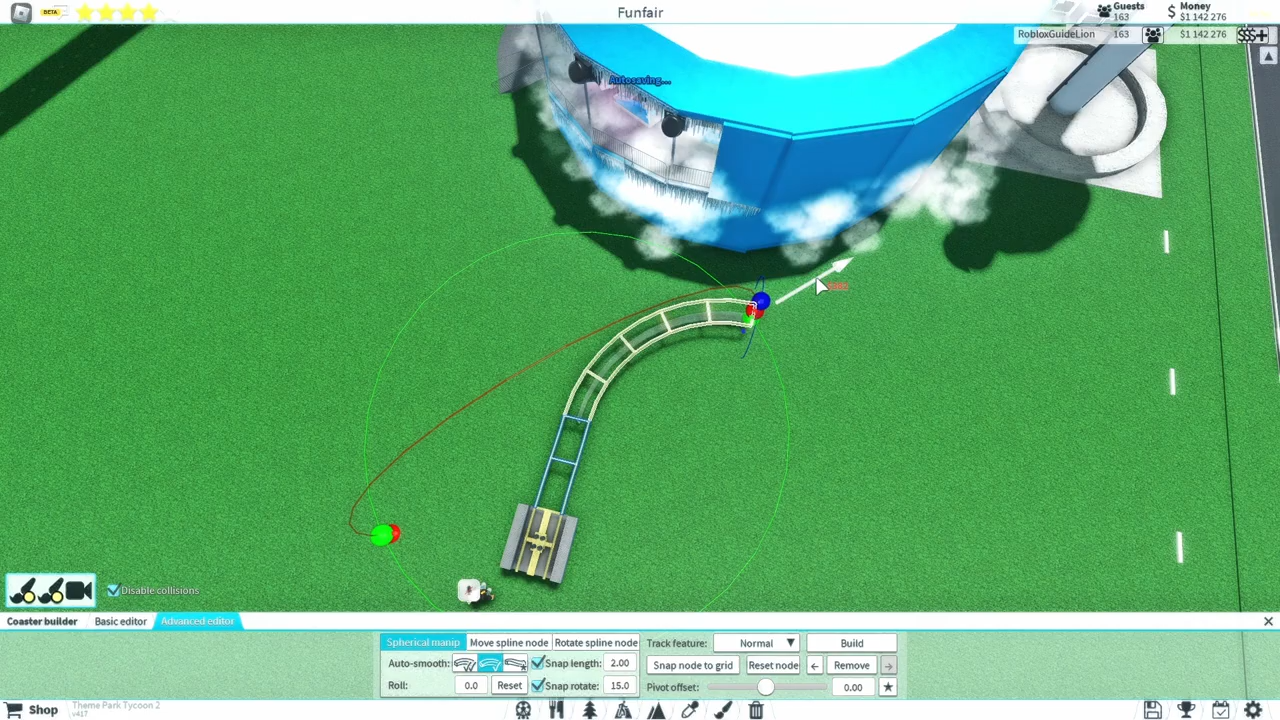 BETA
Funfair
Guests
163
Money
$1 142 276
RobloxGuideLion 163 $1 142 276 $$$+
Autosaving...
Disable collisions
Coaster builder Basic editor Advanced editor
Spherical manip Move spline node Rotate spline node Track feature: Normal Build
Auto-smooth: Snap length: 2.00 Snap node to grid Reset node Remove
Roll: 0.0 Reset Snap rotate: 15.0 Pivot offset: 0.00
Shop
Theme Park Tycoon 2
v417